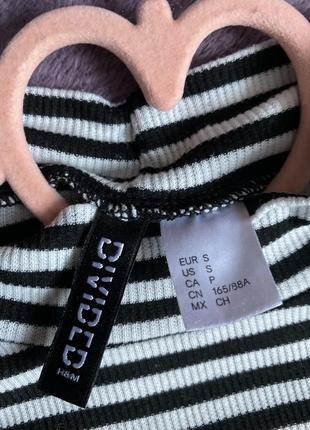 DIVIDED
H&M
EUR S
US S
CA P
CN 165/88A
MX CH